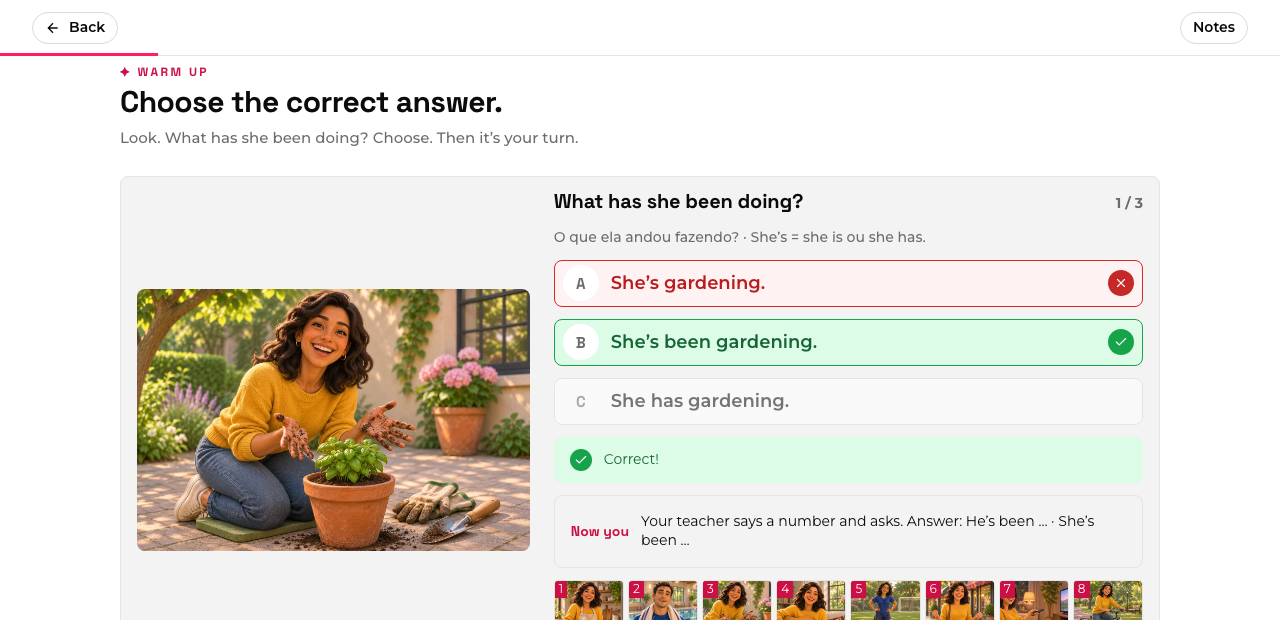 Back
Notes
WARM UP
Choose the correct answer.
Look. What has she been doing? Choose. Then it’s your turn.
What has she been doing?
1 / 3
O que ela andou fazendo? · She’s = she is ou she has.
A She’s gardening.
B She’s been gardening.
C She has gardening.
Correct!
Now you
Your teacher says a number and asks. Answer: He’s been ... · She’s
been ...
1 2 3 4 5 6 7 8